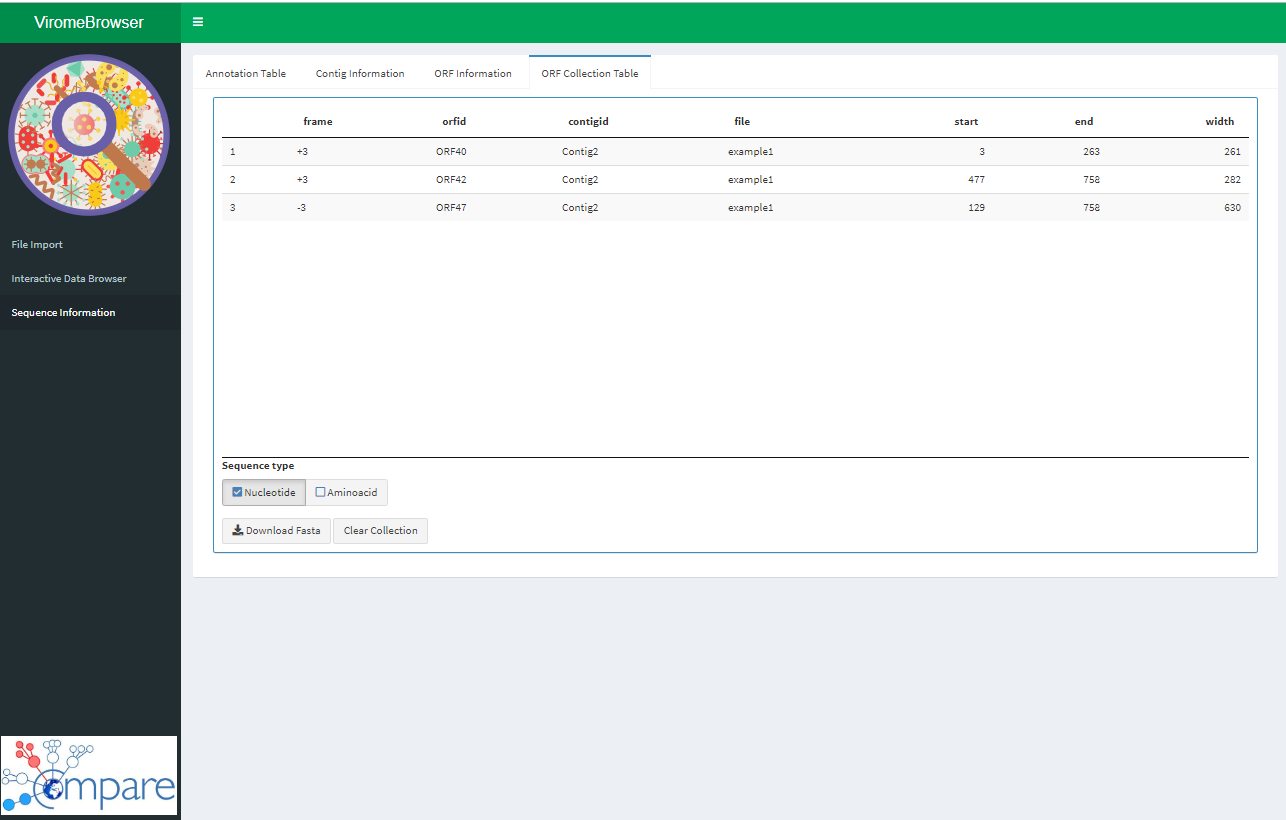 ViromeBrowser
Annotation Table Contig Information ORF Information ORF Collection Table
frame orfid contigid file start end width
1 +3 ORF40 Contig2 example1 3 263 261
2 +3 ORF42 Contig2 example1 477 758 282
3 -3 ORF47 Contig2 example1 129 758 630
File Import
Interactive Data Browser
Sequence Information
Sequence type
Nucleotide Aminoacid
Download Fasta Clear Collection
Compare